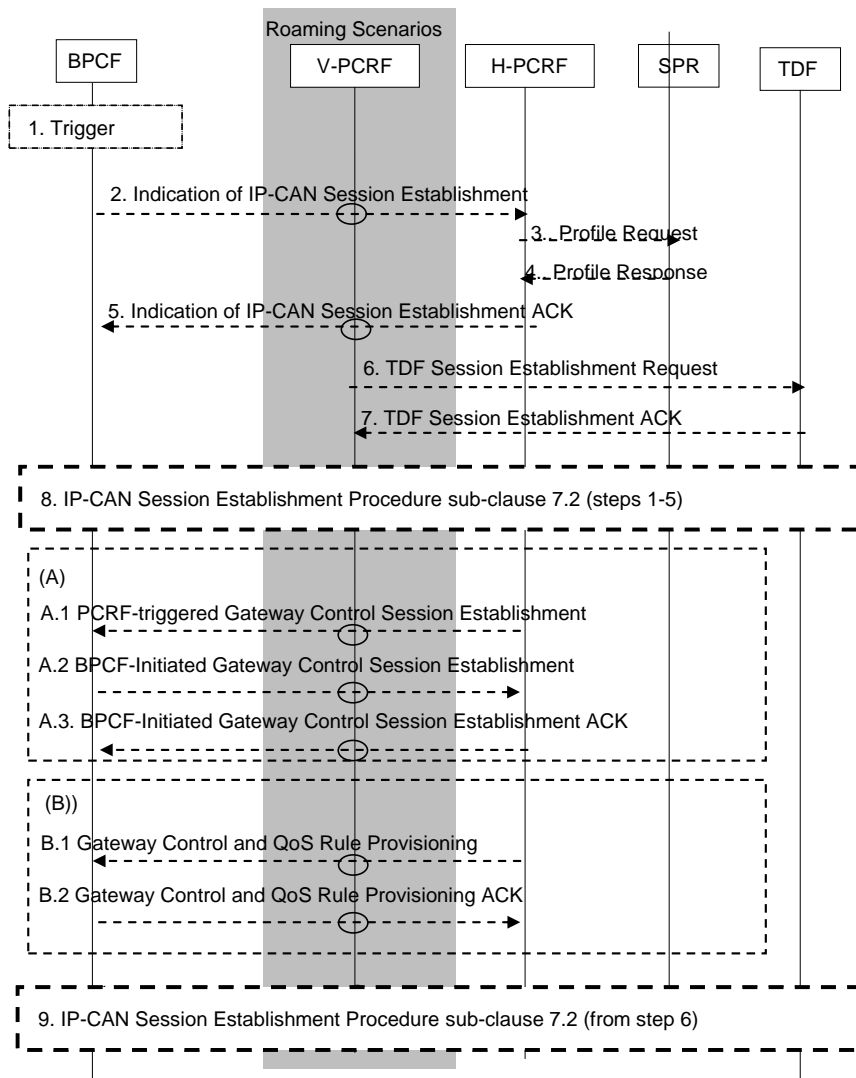 Roaming Scenarios
BPCF
V-PCRF
H-PCRF
SPR
TDF
1. Trigger
2. Indication of IP-CAN Session Establishment
3.. Profile Request
4.. Profile Response
5. Indication of IP-CAN Session Establishment ACK
6. TDF Session Establishment Request
7. TDF Session Establishment ACK
8. IP-CAN Session Establishment Procedure sub-clause 7.2 (steps 1-5)
(A)
A.1 PCRF-triggered Gateway Control Session Establishment
A.2 BPCF-Initiated Gateway Control Session Establishment
A.3. BPCF-Initiated Gateway Control Session Establishment ACK
(B))
B.1 Gateway Control and QoS Rule Provisioning
B.2 Gateway Control and QoS Rule Provisioning ACK
9. IP-CAN Session Establishment Procedure sub-clause 7.2 (from step 6)